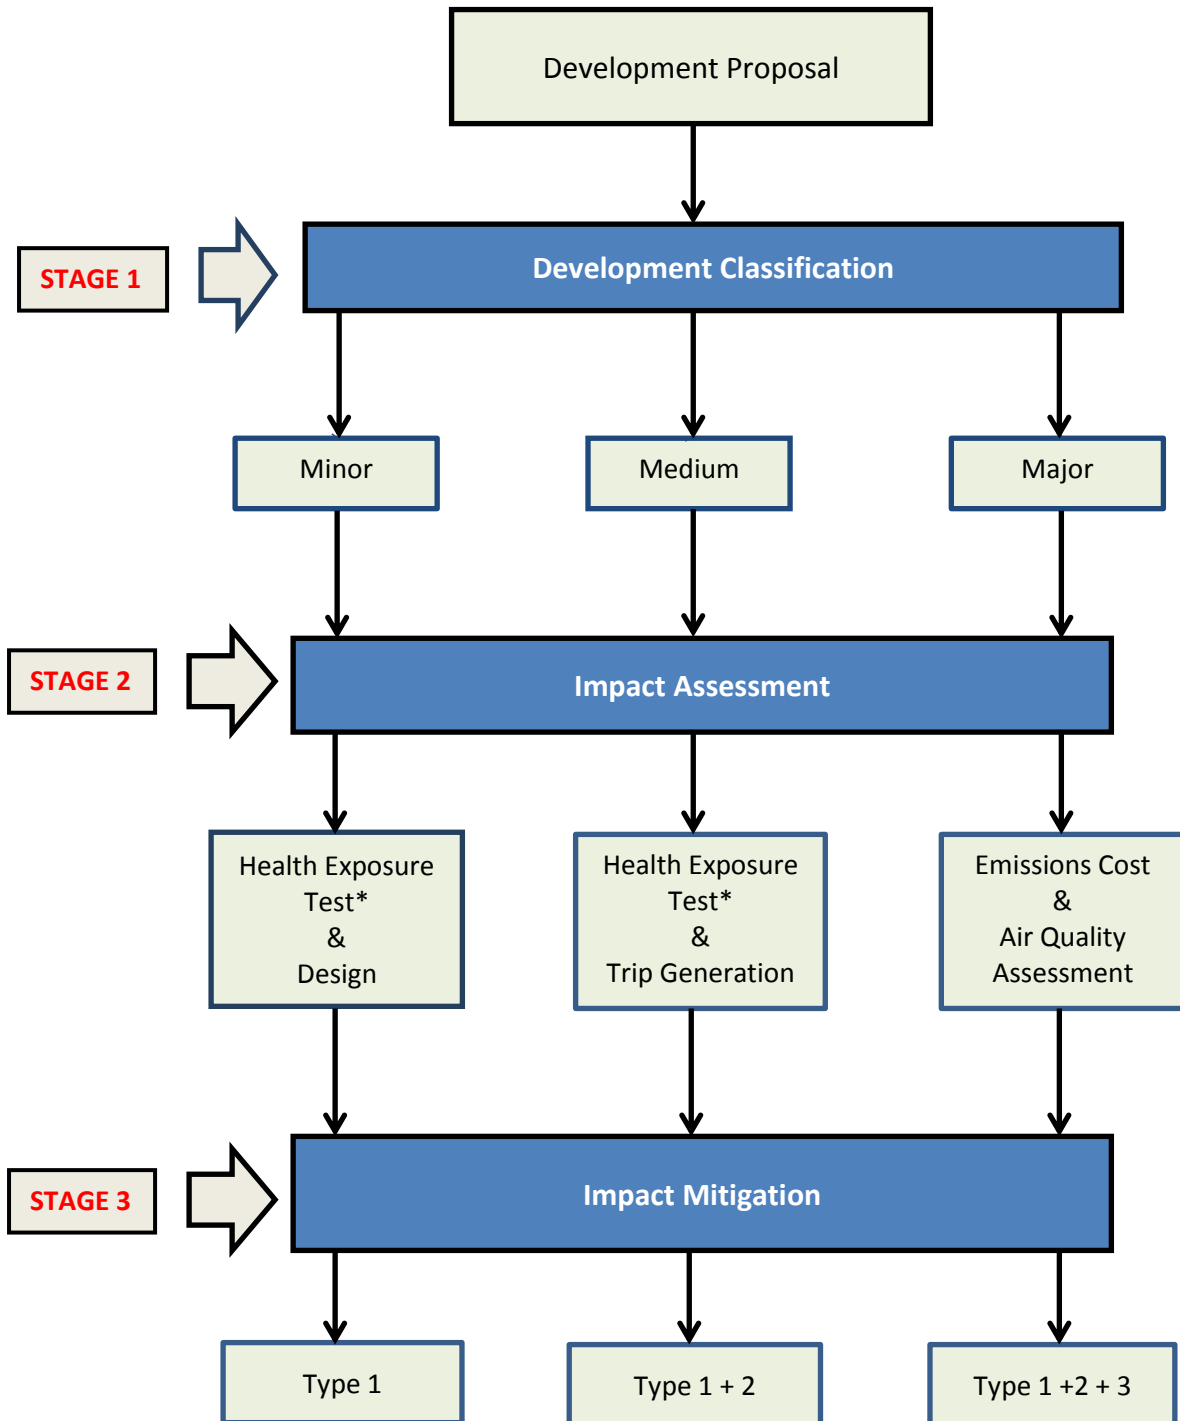 Development Proposal
STAGE 1
Development Classification
Minor
Medium
Major
STAGE 2
Impact Assessment
Health Exposure
Test*
&
Design
Health Exposure
Test*
&
Trip Generation
Emissions Cost
&
Air Quality
Assessment
STAGE 3
Impact Mitigation
Type 1
Type 1 + 2
Type 1 +2 + 3